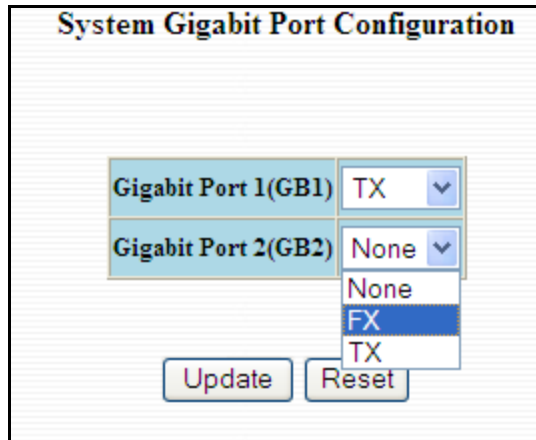 System Gigabit Port Configuration
Gigabit Port 1(GB1) TX
Gigabit Port 2(GB2) None
None
FX
TX
Update Reset